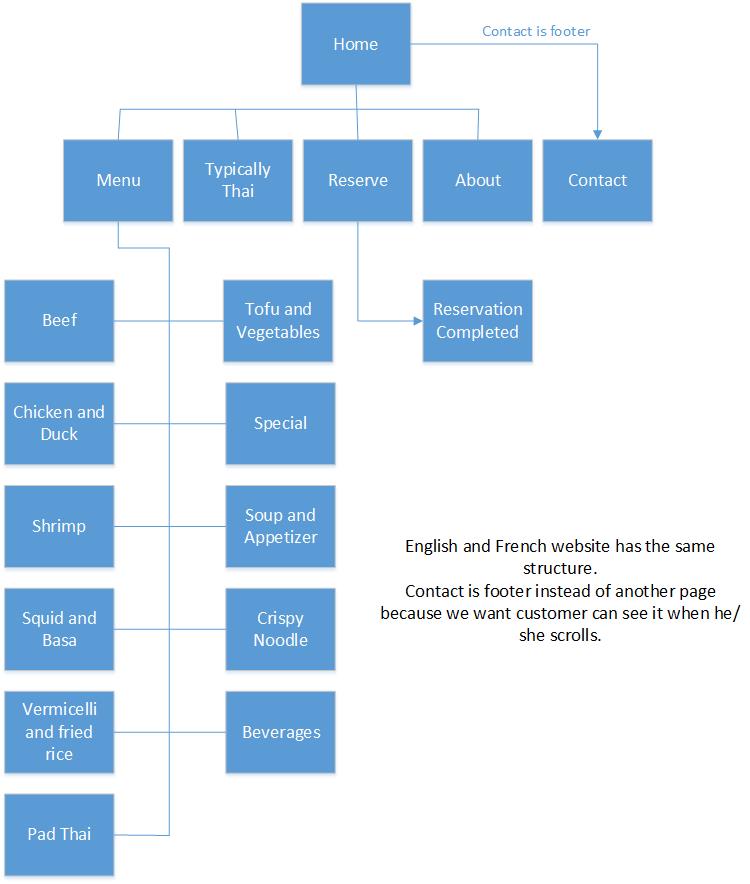 Home
Contact is footer
Menu
Typically
Thai
Reserve
About
Contact
Beef
Tofu and
Vegetables
Reservation
Completed
Chicken and
Duck
Special
Shrimp
Soup and
Appetizer
English and French website has the same
structure.
Contact is footer instead of another page
because we want customer can see it when he/
she scrolls.
Squid and
Basa
Crispy
Noodle
Vermicelli
and fried
rice
Beverages
Pad Thai